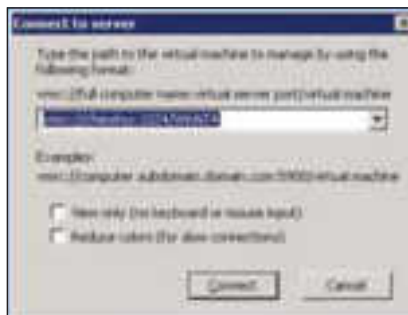 Connect to server
Type the path to the virtual machine to manage by using the
following format:
vmrc://full computer name:virtual server port/virtual machine
Examples:
vmrc://computer.subdomain.domain.com:5900/virtual machine
View only (no keyboard or mouse input)
Reduce colors (for slow connections)
Connect
Cancel